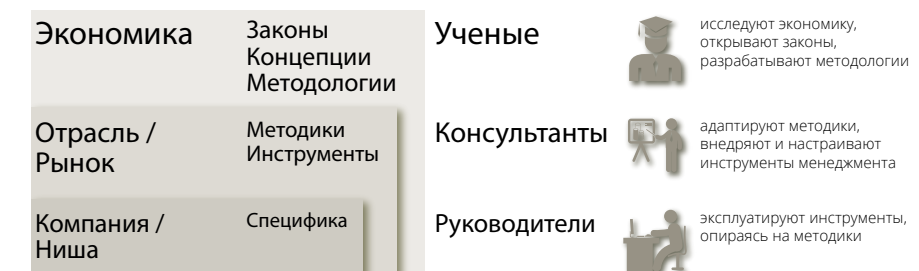 Экономика
Законы
Концепции
Методологии
Ученые
исследуют экономику,
открывают законы,
разрабатывают методологии
Отрасль /
Рынок
Методики
Инструменты
Консультанты
адаптируют методики,
внедряют и настраивают
инструменты менеджмента
Компания /
Ниша
Специфика
Руководители
эксплуатируют инструменты,
опираясь на методики